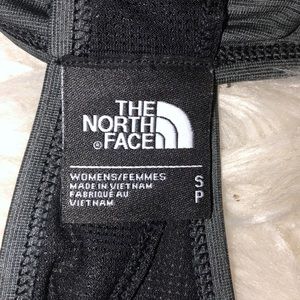 THE
NORTH
®FACE
WOMENS/FEMMES
MADE IN VIETNAM
FABRIQUÉ AU
VIETNAM
S
P